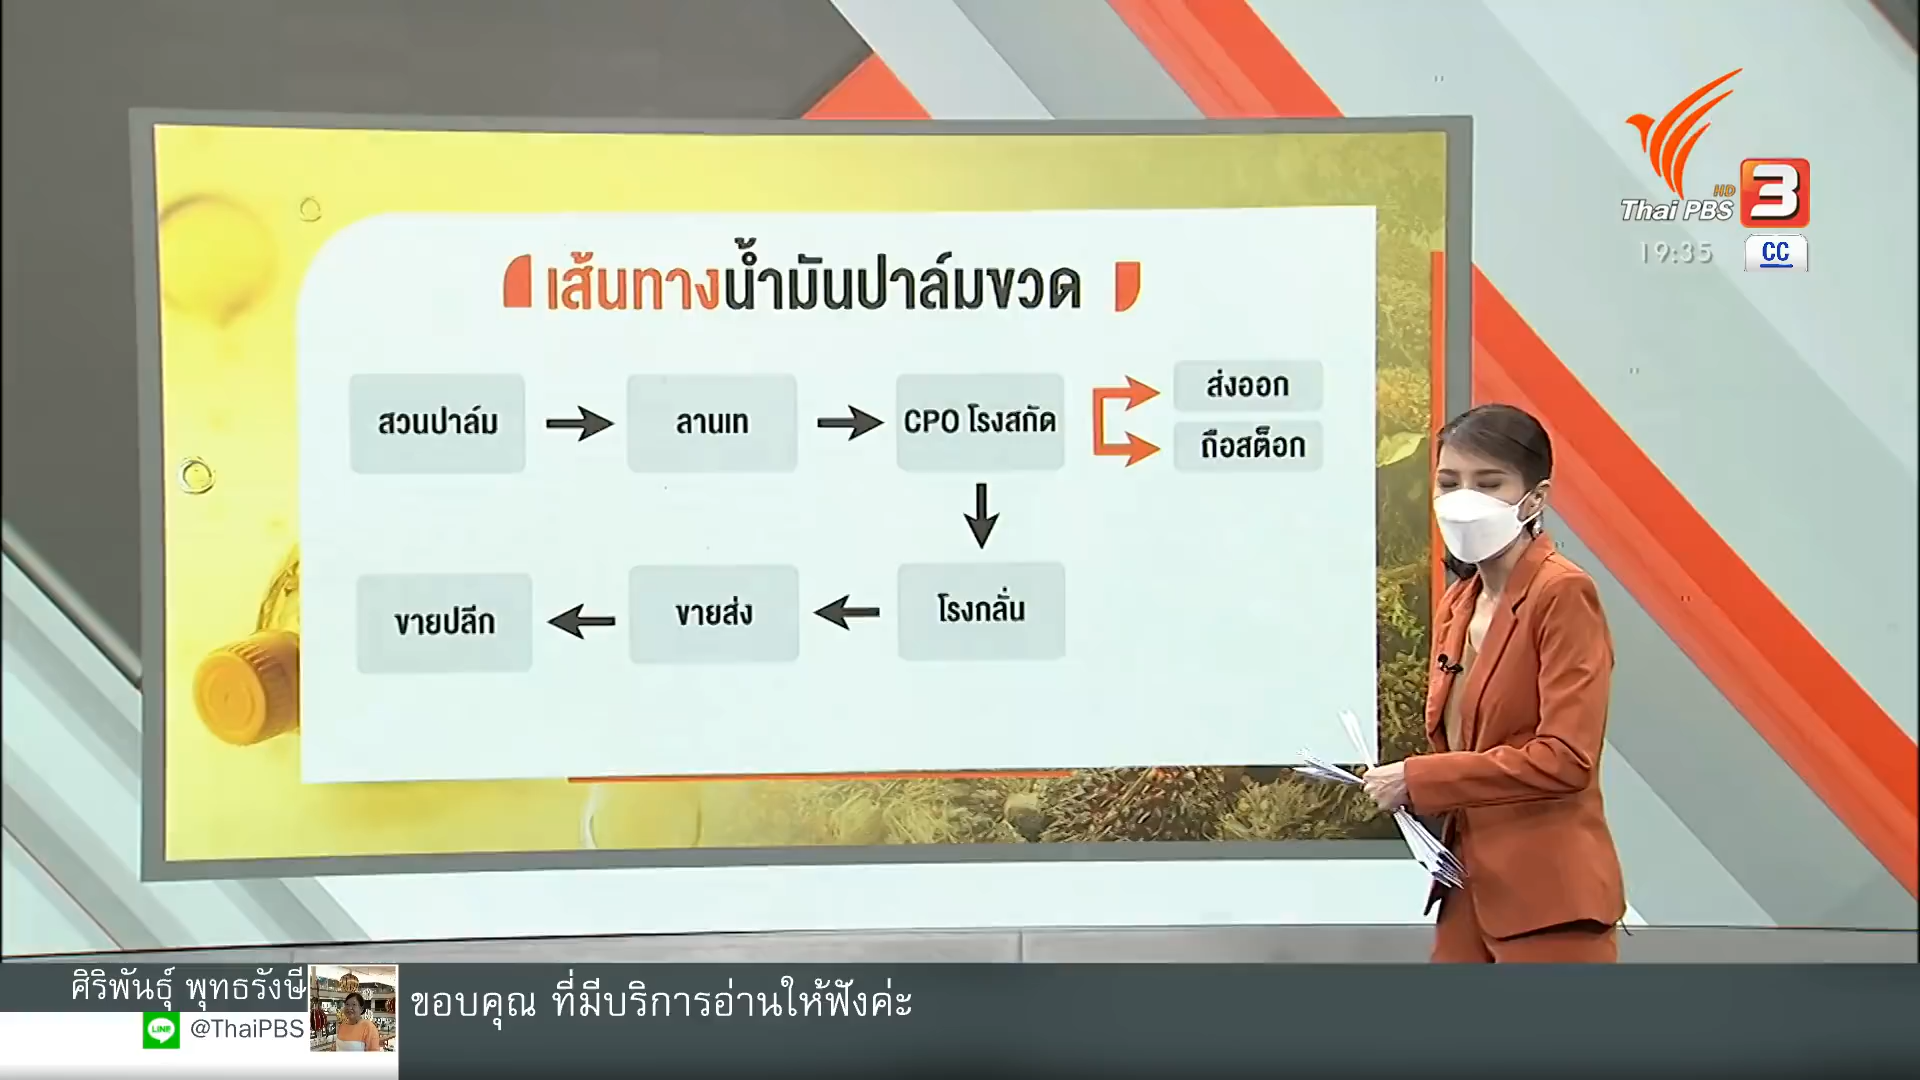 HD
Thai PBS 3
19:35
CC
เส้นทางน้ำมันปาล์มขวด
สวนปาล์ม
ลานเท
CPO โรงสกัด
ส่งออก
ถือสต็อก
ขายปลีก
ขายส่ง
โรงกลั่น
ศิริพันธุ์ พุทธรังษี
LINE
@ThaiPBS
ขอบคุณ ที่มีบริการอ่านให้ฟังค่ะ